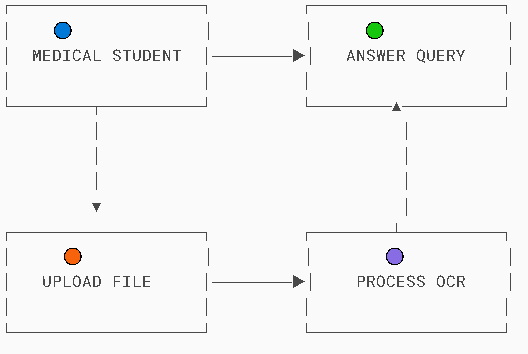 MEDICAL STUDENT
ANSWER QUERY
UPLOAD FILE
PROCESS OCR